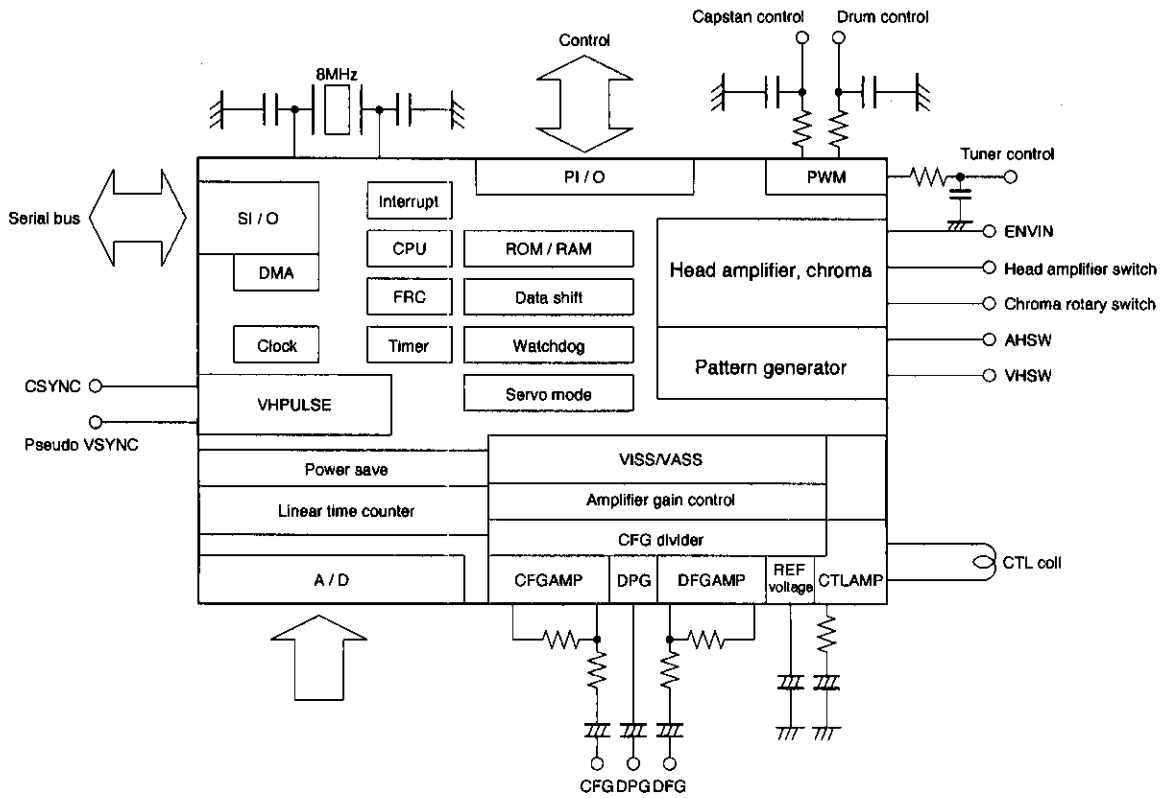 Capstan control
Drum control
Control
8MHz
Tuner control
PI / O
PWM
Serial bus
SI / O
Interrupt
ENVIN
CPU
ROM / RAM
Head amplifier, chroma
Head amplifier switch
DMA
FRC
Data shift
Chroma rotary switch
Clock
Timer
Watchdog
Pattern generator
AHSW
VHSW
CSYNC
VHPULSE
Servo mode
Pseudo VSYNC
Power save
VISS/VASS
Linear time counter
Amplifier gain control
CFG divider
CTL coil
A / D
CFGAMP
DPG
DFGAMP
REF
voltage
CTLAMP
CFG
DPG
DFG